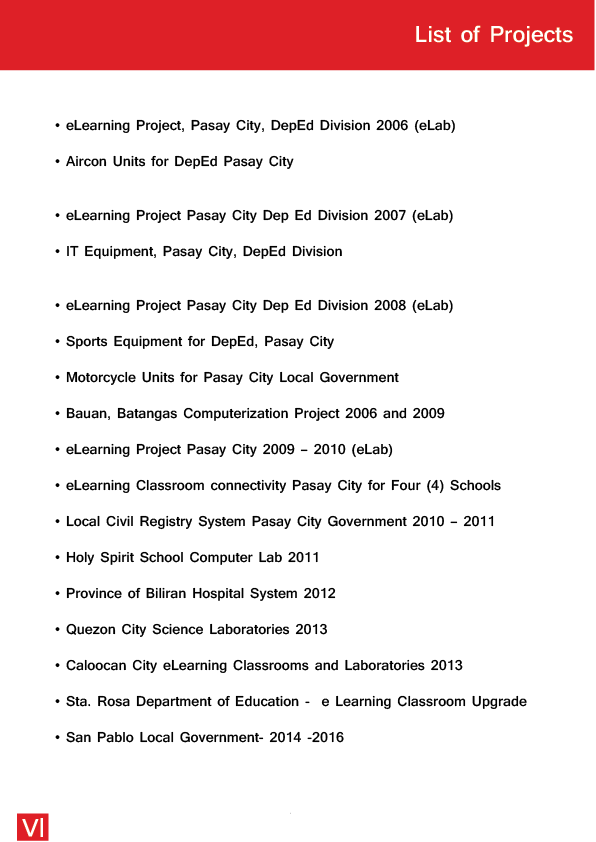 List of Projects
• eLearning Project, Pasay City, DepEd Division 2006 (eLab)
• Aircon Units for DepEd Pasay City
• eLearning Project Pasay City Dep Ed Division 2007 (eLab)
• IT Equipment, Pasay City, DepEd Division
• eLearning Project Pasay City Dep Ed Division 2008 (eLab)
• Sports Equipment for DepEd, Pasay City
• Motorcycle Units for Pasay City Local Government
• Bauan, Batangas Computerization Project 2006 and 2009
• eLearning Project Pasay City 2009 – 2010 (eLab)
• eLearning Classroom connectivity Pasay City for Four (4) Schools
• Local Civil Registry System Pasay City Government 2010 – 2011
• Holy Spirit School Computer Lab 2011
• Province of Biliran Hospital System 2012
• Quezon City Science Laboratories 2013
• Caloocan City eLearning Classrooms and Laboratories 2013
• Sta. Rosa Department of Education -  e Learning Classroom Upgrade
• San Pablo Local Government- 2014 -2016
VI